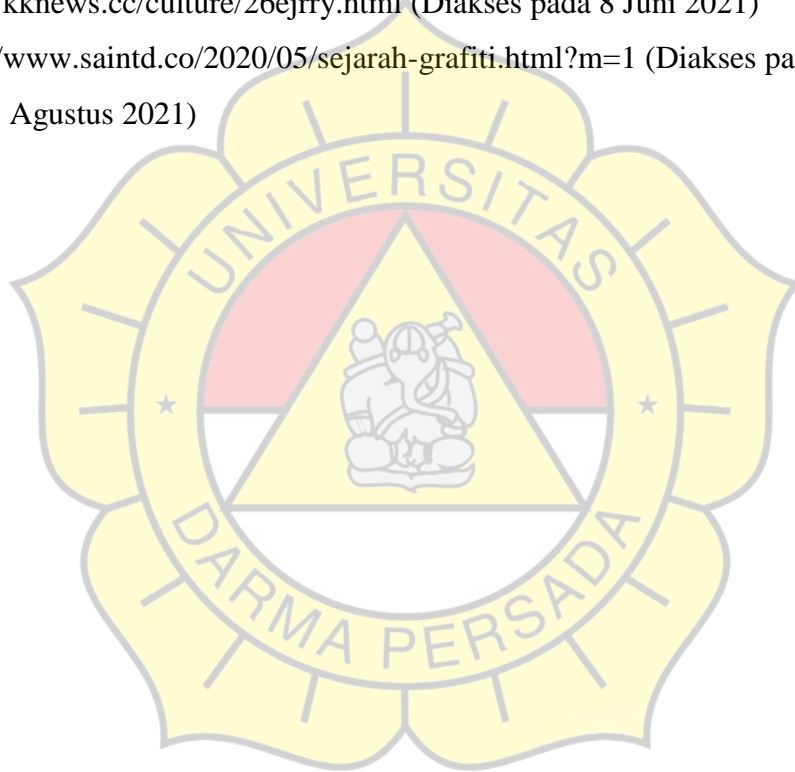 kknews.cc/culture/26ejrry.html (Diakses pada 8 Juni 2021)
/www.saintd.co/2020/05/sejarah-grafiti.html?m=1 (Diakses pa
Agustus 2021)
UNIVERSITAS
DARMA PERSADA